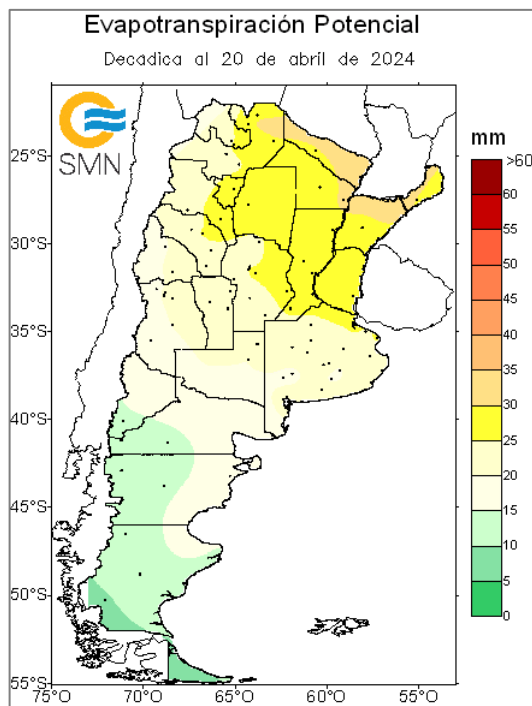 Evapotranspiración Potencial
Decadica al 20 de abril de 2024
SMN
mm
>60
60
55
50
45
40
35
30
25
20
15
10
5
0
25°S
30°S
35°S
40°S
45°S
50°S
55°S
75°O
70°O
65°O
60°O
55°O